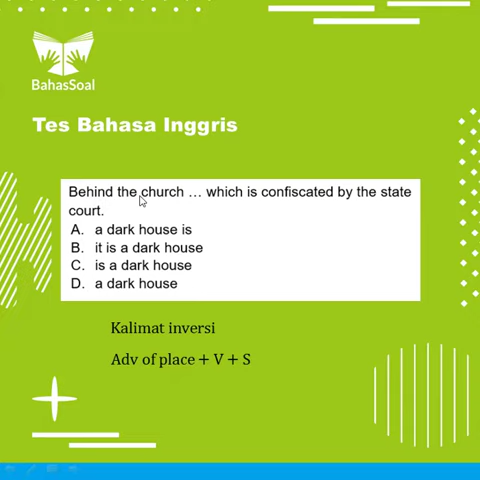 BahasSoal
Tes Bahasa Inggris
Behind the church ... which is confiscated by the state
court.
A. a dark house is
B. it is a dark house
C. is a dark house
D. a dark house
Kalimat inversi
Adv of place + V + S